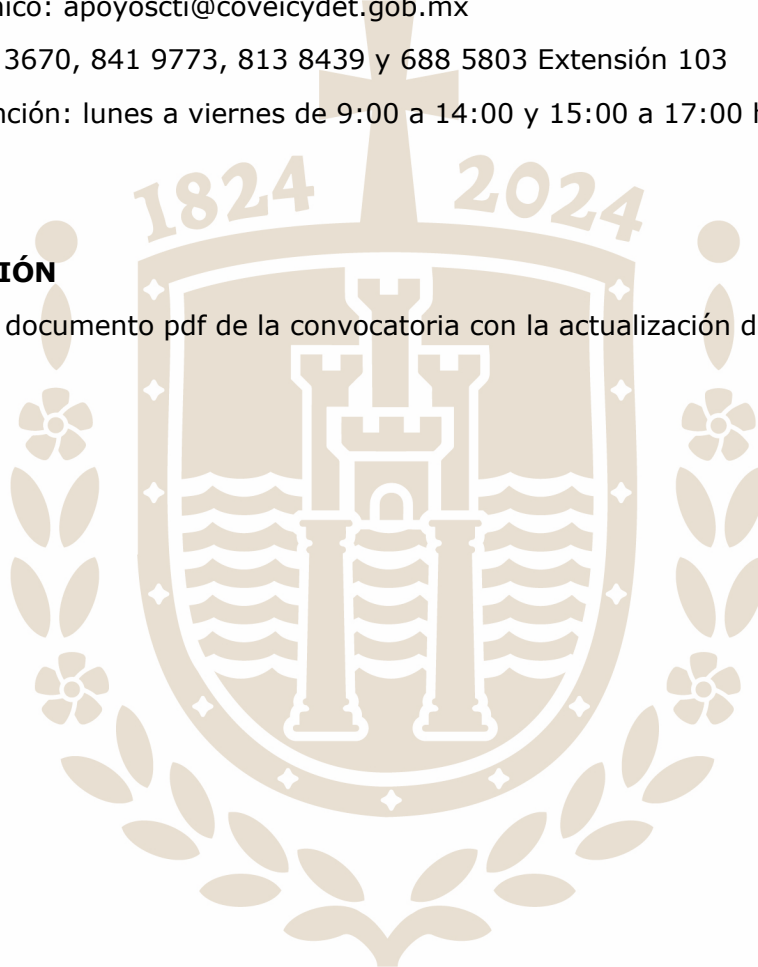 nico: apoyoscti@coveicydet.gob.mx
3670, 841 9773, 813 8439 y 688 5803 Extensión 103
nción: lunes a viernes de 9:00 a 14:00 y 15:00 a 17:00
1824 2024
IÓN
documento pdf de la convocatoria con la actualización d